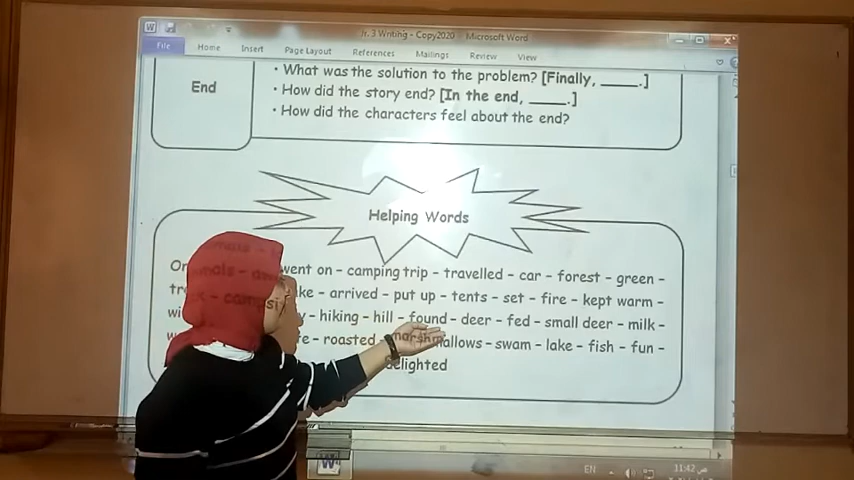 Jr. 3 Writing - Copy2020 - Microsoft Word
File Home Insert Page Layout References Mailings Review View
• What was the solution to the problem? [Finally, _____.]
End
• How did the story end? [In the end, _____.]
• How did the characters feel about the end?
Helping Words
went on - camping trip - travelled - car - forest - green -
- arrived - put up - tents - set - fire - kept warm -
- hiking - hill - found - deer - fed - small deer - milk -
- roasted - marshmallows - swam - lake - fish - fun -
delighted
EN 11:42